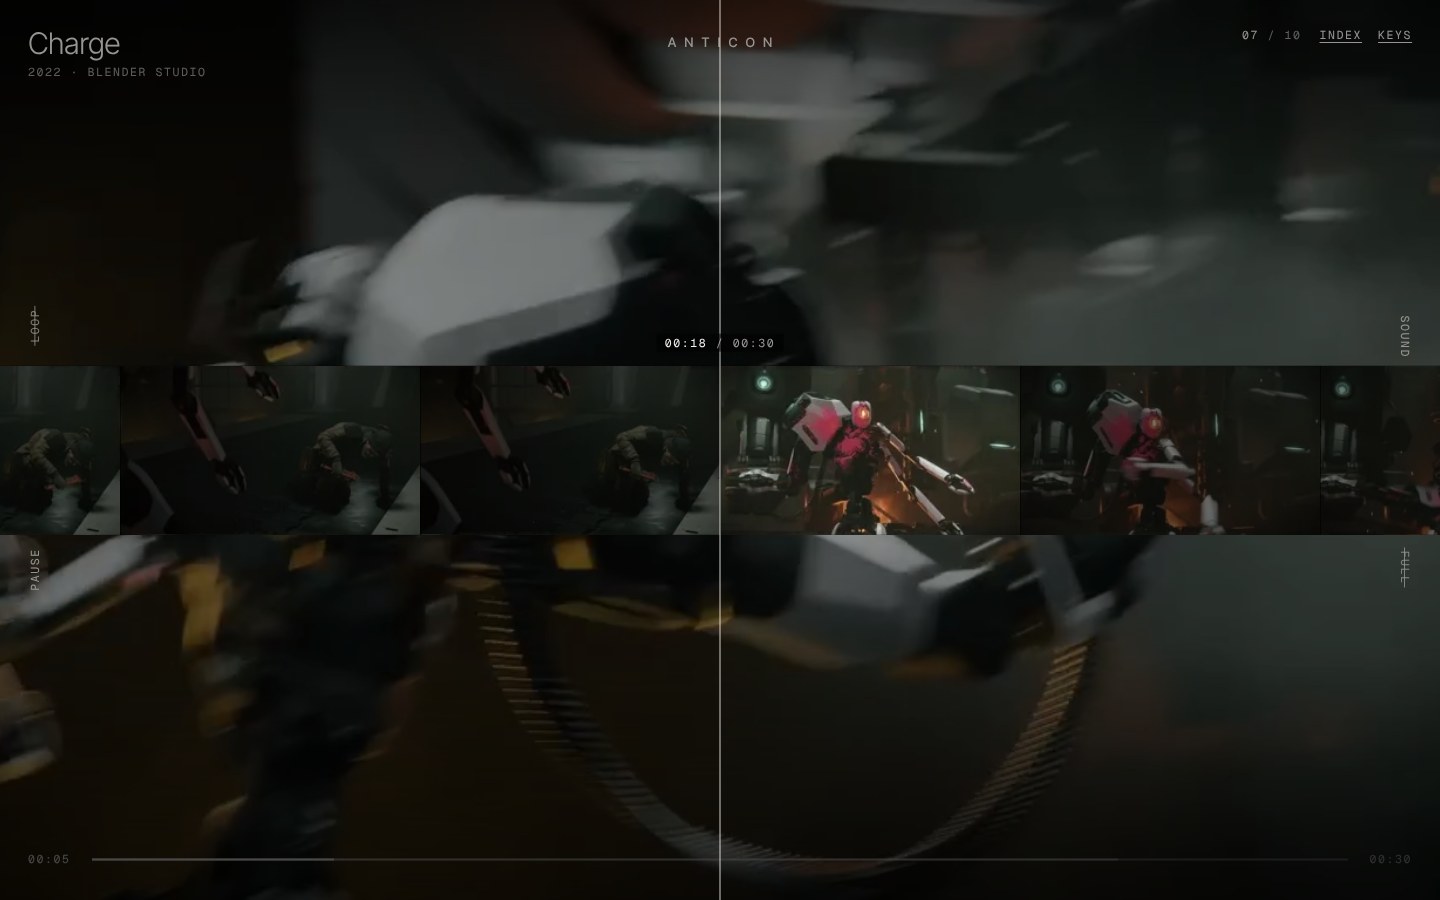 Charge
2022 · BLENDER STUDIO
ANTICON
07 / 10 INDEX KEYS
LOOP
SOUND
00:18 / 00:30
PAUSE
FULL
00:05
00:30